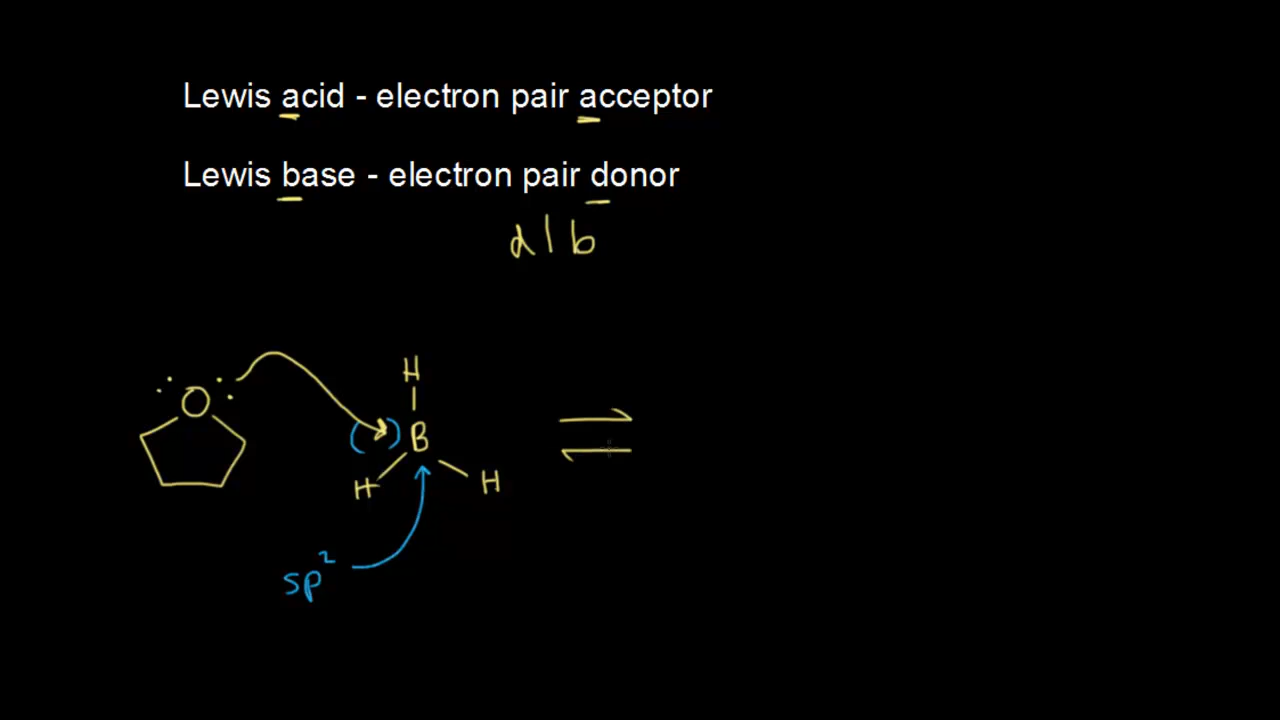 Lewis acid - electron pair acceptor
Lewis base - electron pair donor
d | b
H
O
B
H
H
sp²